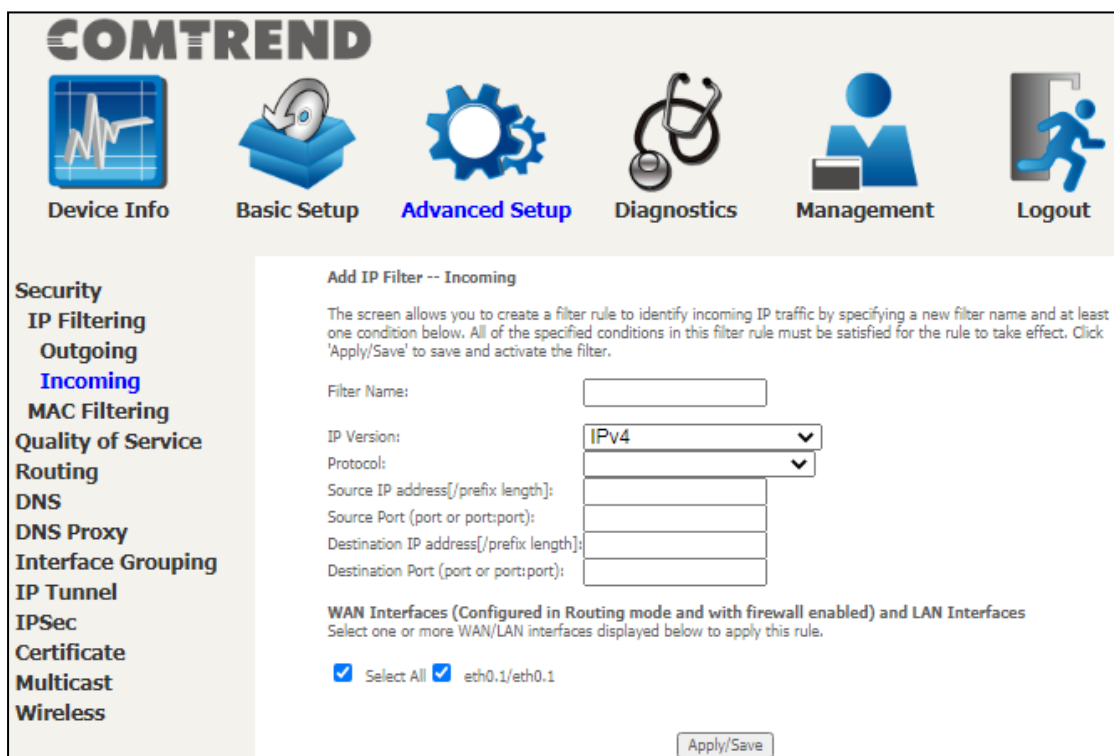 COMTREND
Device Info
Basic Setup
Advanced Setup
Diagnostics
Management
Logout
Security
IP Filtering
Outgoing
Incoming
MAC Filtering
Quality of Service
Routing
DNS
DNS Proxy
Interface Grouping
IP Tunnel
IPSec
Certificate
Multicast
Wireless
Add IP Filter -- Incoming
The screen allows you to create a filter rule to identify incoming IP traffic by specifying a new filter name and at least
one condition below. All of the specified conditions in this filter rule must be satisfied for the rule to take effect. Click
'Apply/Save' to save and activate the filter.
Filter Name:
IP Version: IPv4
Protocol:
Source IP address[/prefix length]:
Source Port (port or port:port):
Destination IP address[/prefix length]:
Destination Port (port or port:port):
WAN Interfaces (Configured in Routing mode and with firewall enabled) and LAN Interfaces
Select one or more WAN/LAN interfaces displayed below to apply this rule.
Select All eth0.1/eth0.1
Apply/Save